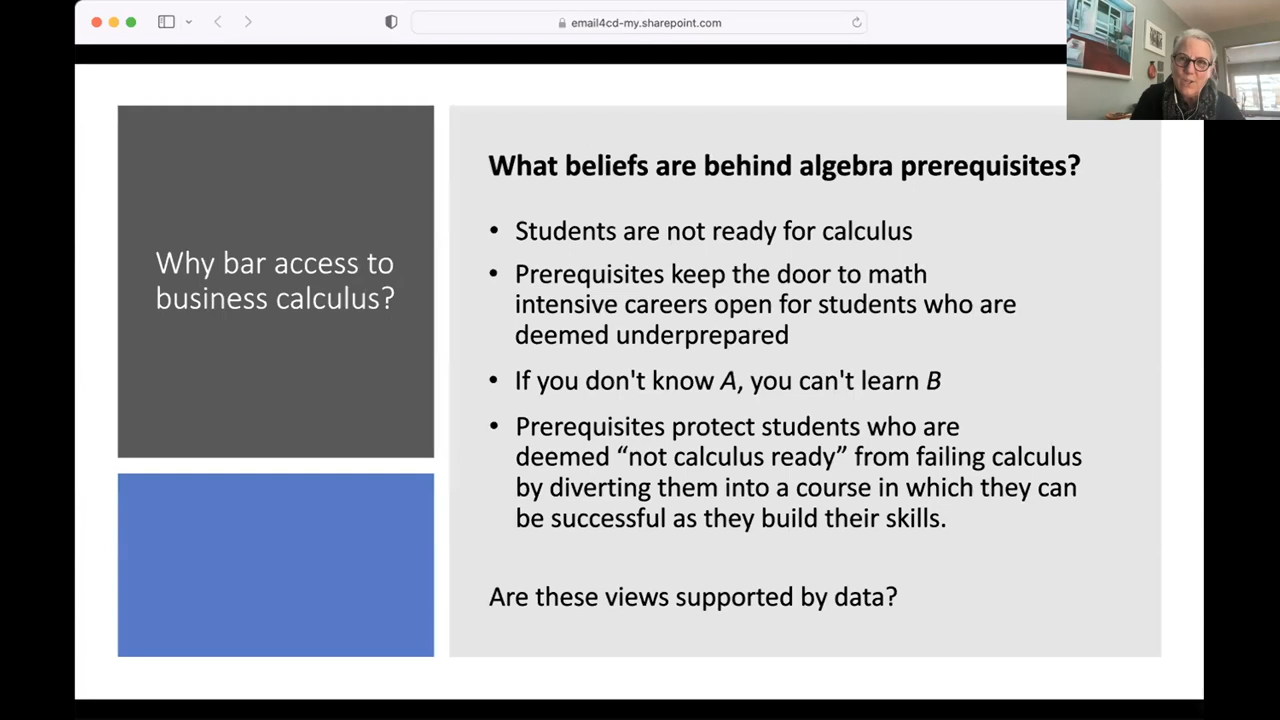 email4cd-my.sharepoint.com
Why bar access to
business calculus?
What beliefs are behind algebra prerequisites?
• Students are not ready for calculus
• Prerequisites keep the door to math
intensive careers open for students who are
deemed underprepared
• If you don't know A, you can't learn B
• Prerequisites protect students who are
deemed “not calculus ready” from failing calculus
by diverting them into a course in which they can
be successful as they build their skills.
Are these views supported by data?